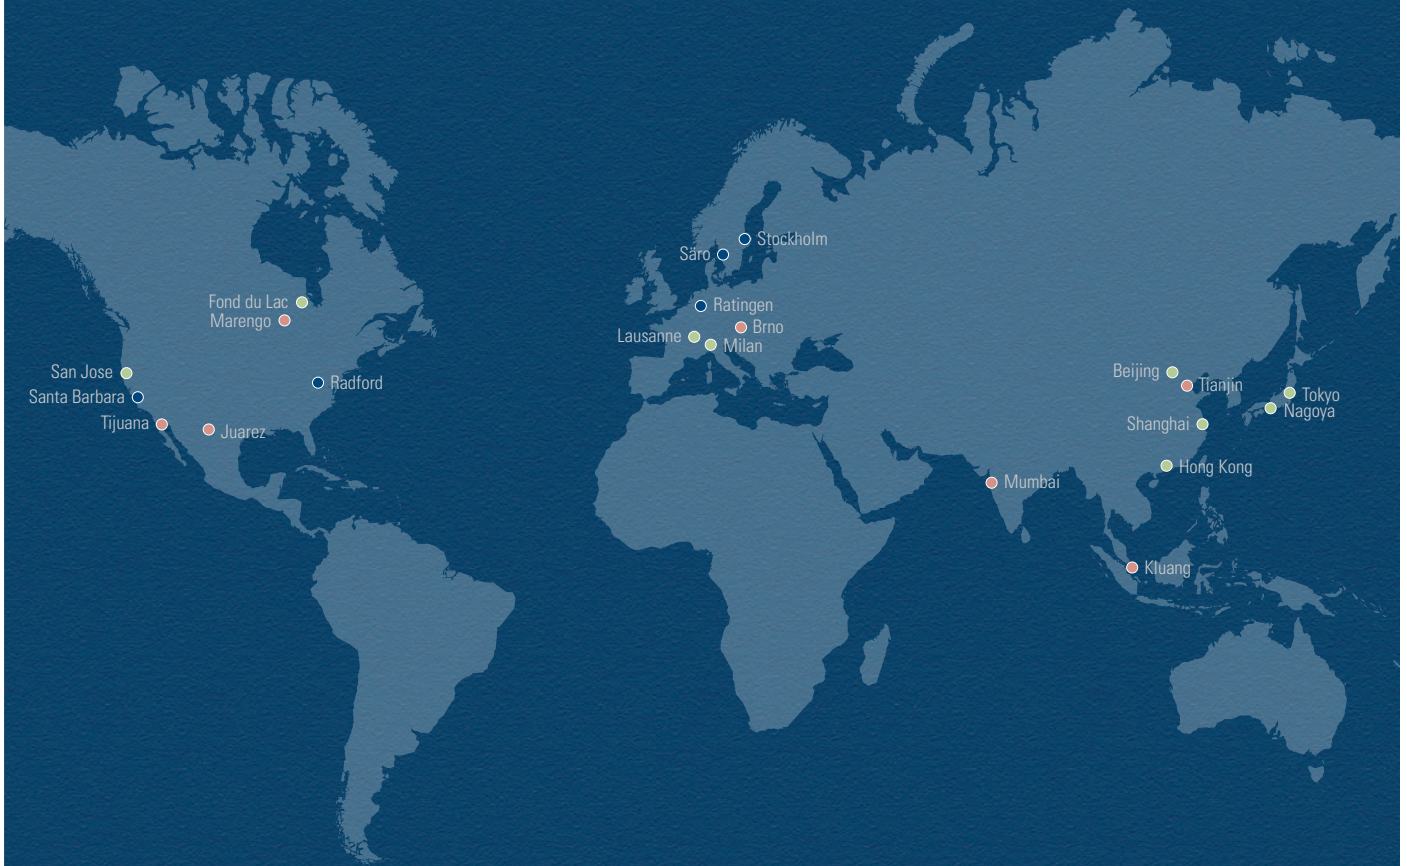 Stockholm
Säro
Fond du Lac
Ratingen
Marengo
Brno
Lausanne
Milan
San Jose
Beijing
Radford
Tianjin
Santa Barbara
Tokyo
Nagoya
Tijuana
Shanghai
Juarez
Hong Kong
Mumbai
Kluang